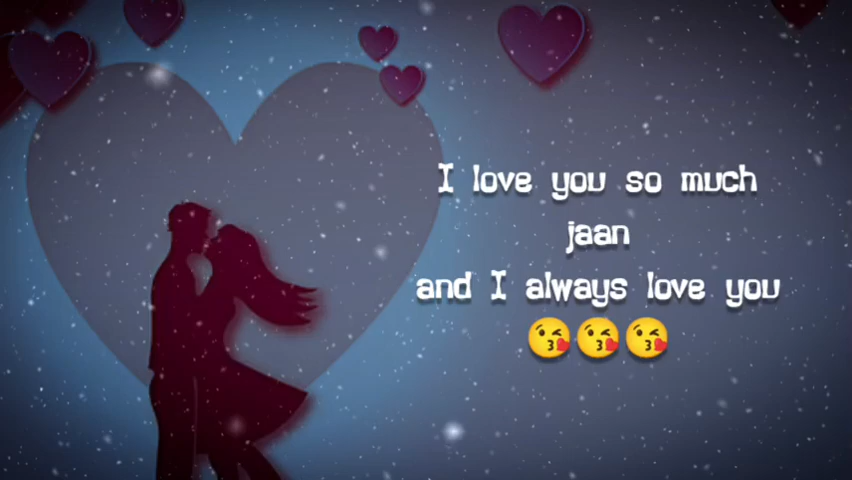 I love you so much
jaan
and I always love you
😘😘😘